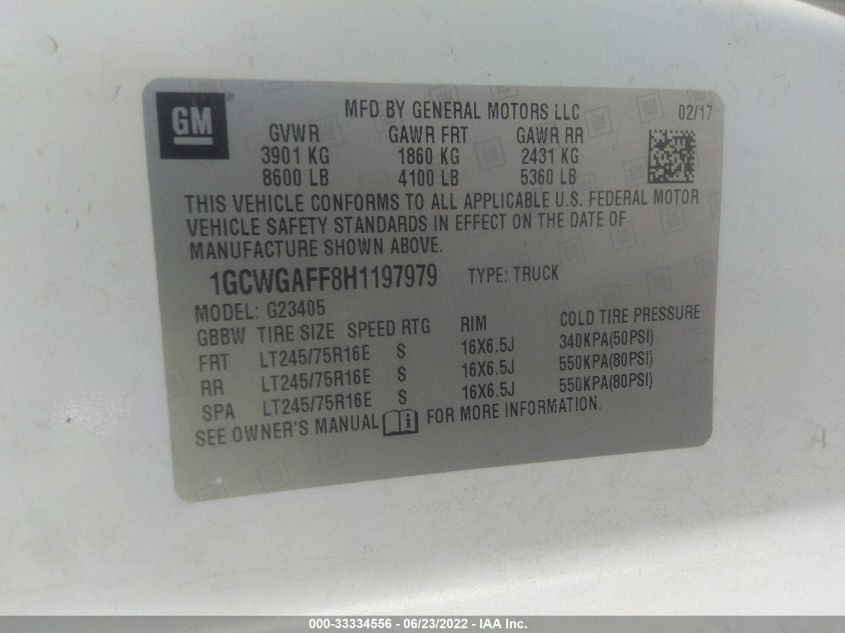 GM
MFD BY GENERAL MOTORS LLC 02/17
GVWR GAWR FRT GAWR RR
3901 KG 1860 KG 2431 KG
8600 LB 4100 LB 5360 LB
THIS VEHICLE CONFORMS TO ALL APPLICABLE U.S. FEDERAL MOTOR
VEHICLE SAFETY STANDARDS IN EFFECT ON THE DATE OF
MANUFACTURE SHOWN ABOVE.
1GCWGAFF8H1197979 TYPE: TRUCK
MODEL: G23405
GBBW TIRE SIZE SPEED RTG RIM COLD TIRE PRESSURE
FRT LT245/75R16E S 16X6.5J 340KPA(50PSI)
RR LT245/75R16E S 16X6.5J 550KPA(80PSI)
SPA LT245/75R16E S 16X6.5J 550KPA(80PSI)
SEE OWNER'S MANUAL FOR MORE INFORMATION.
000-33334556 - 06/23/2022 - IAA Inc.